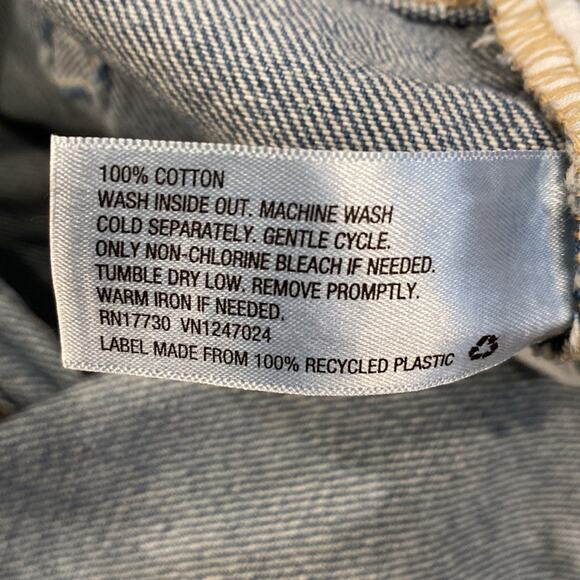 100% COTTON
WASH INSIDE OUT. MACHINE WASH
COLD SEPARATELY. GENTLE CYCLE.
ONLY NON-CHLORINE BLEACH IF NEEDED.
TUMBLE DRY LOW. REMOVE PROMPTLY.
WARM IRON IF NEEDED.
RN17730 VN1247024
LABEL MADE FROM 100% RECYCLED PLASTIC